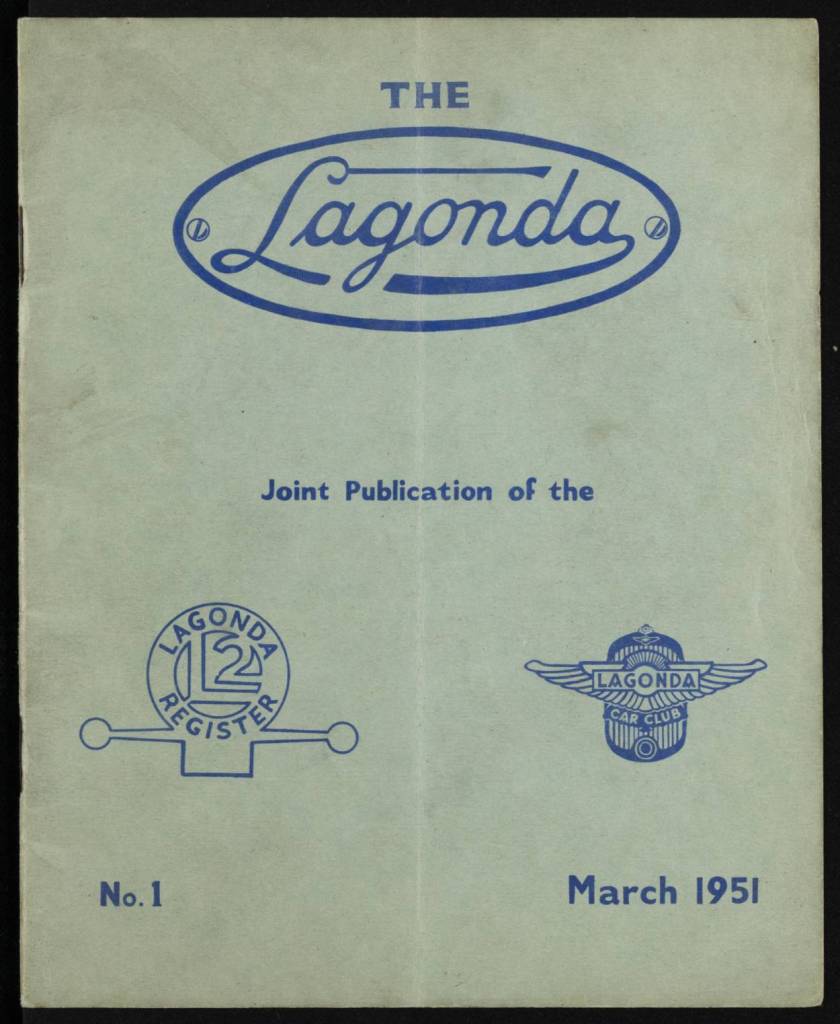 THE
Lagonda
Joint Publication of the
LAGONDA
L2
REGISTER
LAGONDA
CAR CLUB
No. 1
March 1951